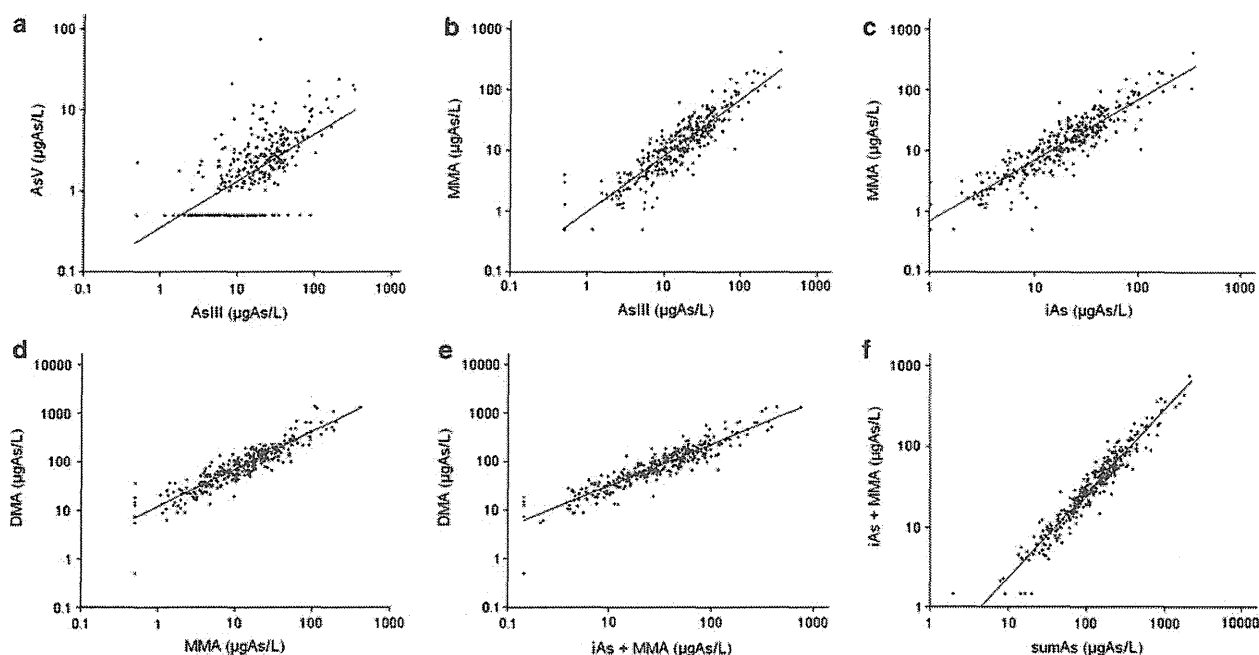 a b c
100 1000 1000
10 100 100
1 10 10
0.1 1 1
0.1 0.1
AsV (µgAs/L) MMA (µgAs/L) MMA (µgAs/L)
0.1 1 10 100 1000 0.1 1 10 100 1000 1 10 100 1000
AsIII (µgAs/L) AsIII (µgAs/L) iAs (µgAs/L)
d e f
10000 10000 1000
1000 1000 100
100 100 10
10 10 1
1 1
0.1 0.1
DMA (µgAs/L) DMA (µgAs/L) iAs + MMA (µgAs/L)
0.1 1 10 100 1000 0.1 1 10 100 1000 1 10 100 1000 10000
MMA (µgAs/L) iAs + MMA (µgAs/L) sumAs (µgAs/L)